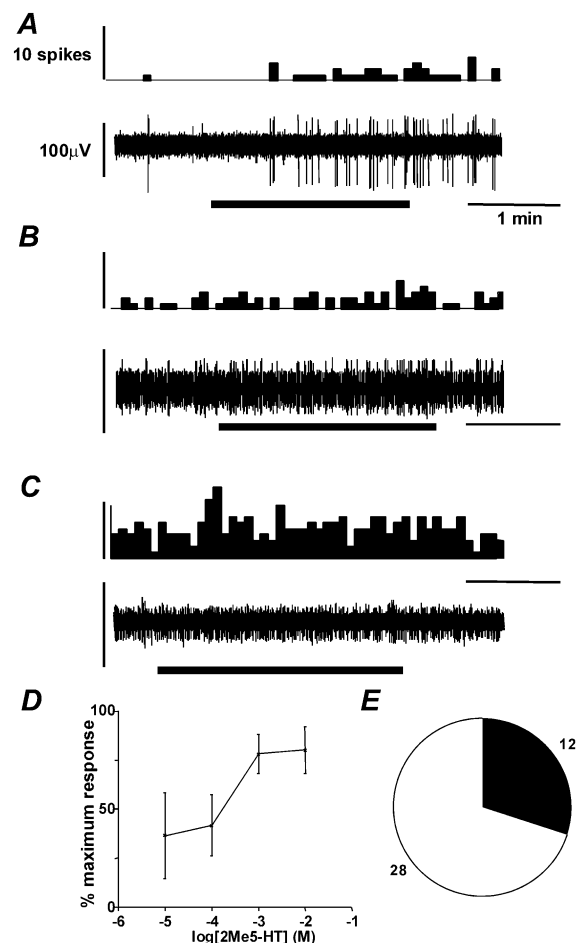 A
10 spikes
100µV
1 min
B
C
D
100
50
0
% maximum response
-6 -5 -4 -3 -2 -1
log[2Me5-HT] (M)
E
12
28